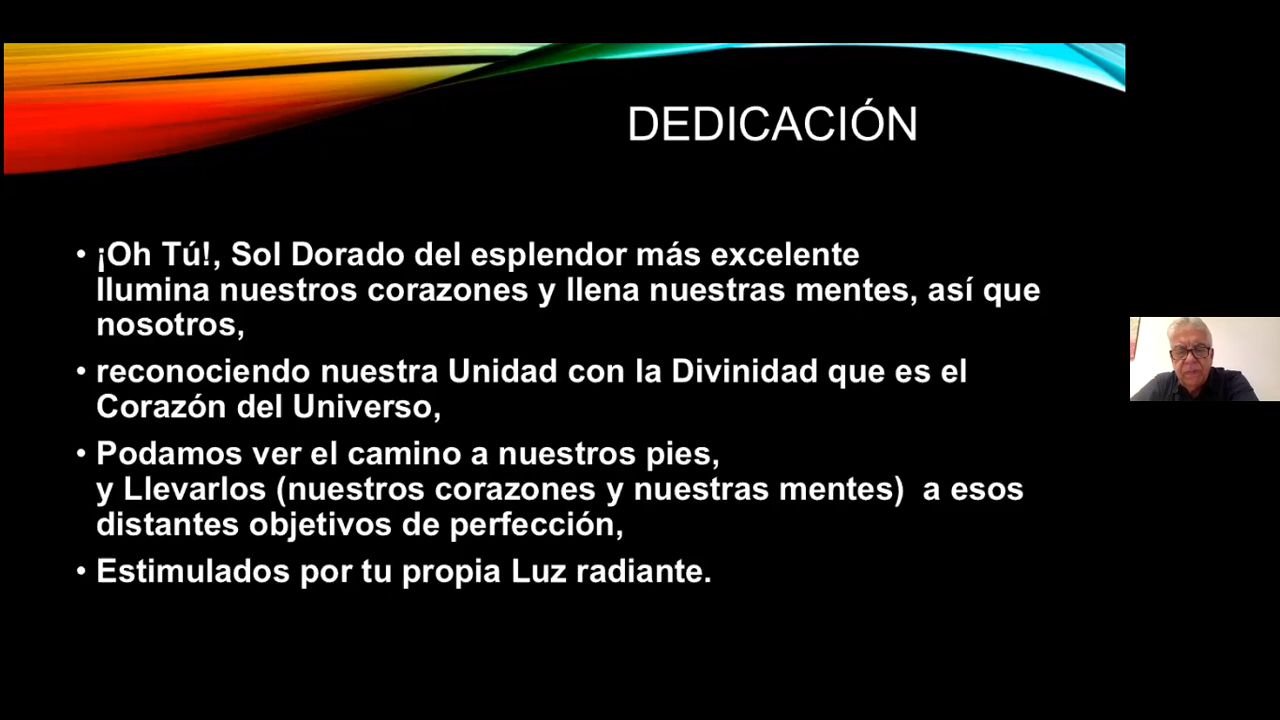 DEDICACIÓN
• ¡Oh Tú!, Sol Dorado del esplendor más excelente
Ilumina nuestros corazones y llena nuestras mentes, así que
nosotros,
• reconociendo nuestra Unidad con la Divinidad que es el
Corazón del Universo,
• Podamos ver el camino a nuestros pies,
y Llevarlos (nuestros corazones y nuestras mentes)  a esos
distantes objetivos de perfección,
• Estimulados por tu propia Luz radiante.